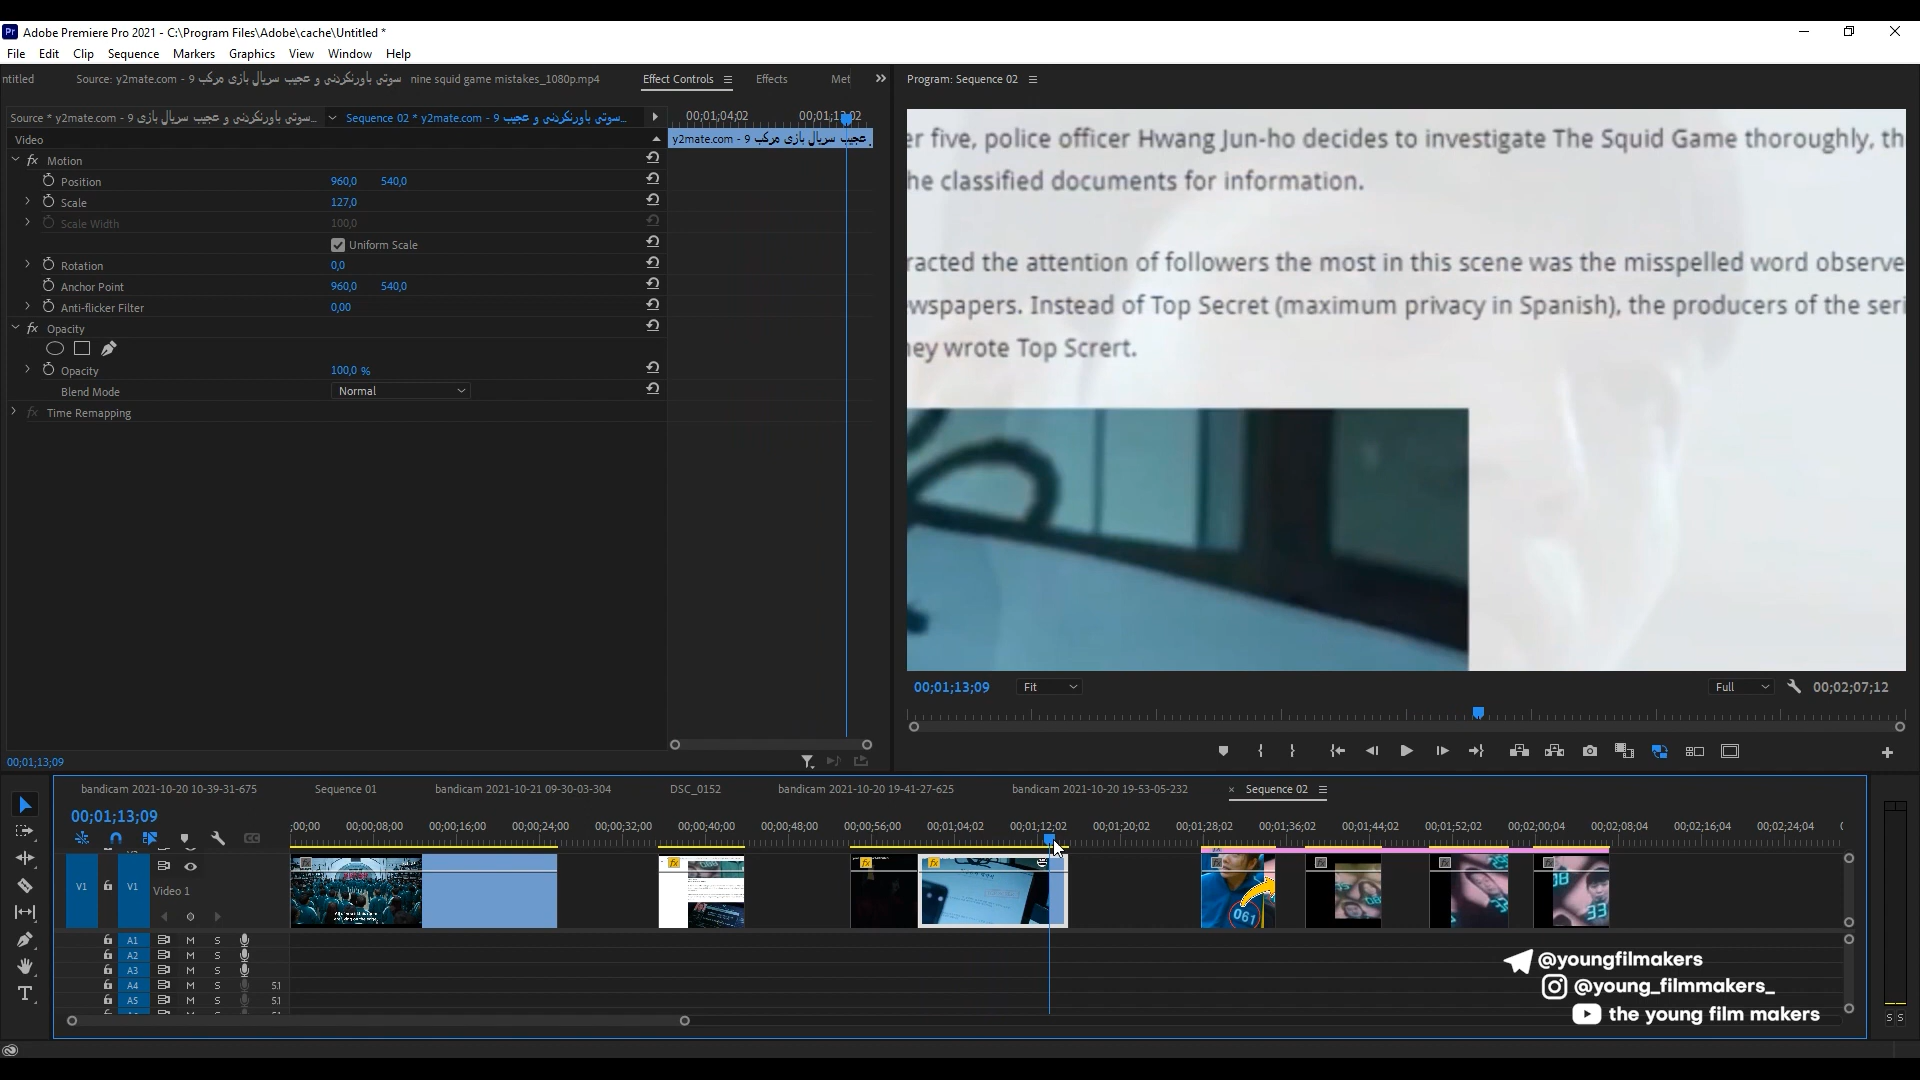 Adobe Premiere Pro 2021 - C:\Program Files\Adobe\cache\Untitled *
File Edit Clip Sequence Markers Graphics View Window Help
ntitled Source: y2mate.com - 9 سوتی باورنکردنی و عجیب سریال بازی مرکب nine squid game mistakes_1080p.mp4 Effect Controls Effects Met
Program: Sequence 02
Source * y2mate.com - 9 سوتی باورنکردنی و عجیب سریال بازی... Sequence 02 * y2mate.com - 9 سوتی باورنکردنی و عجیب...
00;01;04;02 00;01;12;02
Video
y2mate.com - 9 عجیب سریال بازی مرکب
Motion
Position 960,0 540,0
Scale 127,0
Scale Width 100,0
Uniform Scale
Rotation 0,0
Anchor Point 960,0 540,0
Anti-flicker Filter 0,00
Opacity
Opacity 100,0 %
Blend Mode Normal
Time Remapping
00;01;13;09
er five, police officer Hwang Jun-ho decides to investigate The Squid Game thoroughly, th
he classified documents for information.
racted the attention of followers the most in this scene was the misspelled word observe
wspapers. Instead of Top Secret (maximum privacy in Spanish), the producers of the seri
ey wrote Top Scrert.
00;01;13;09 Fit Full 00;02;07;12
bandicam 2021-10-20 10-39-31-675 Sequence 01 bandicam 2021-10-21 09-30-03-304 DSC_0152 bandicam 2021-10-20 19-41-27-625 bandicam 2021-10-20 19-53-05-232 × Sequence 02
00;01;13;09
;00;00 00;00;08;00 00;00;16;00 00;00;24;00 00;00;32;00 00;00;40;00 00;00;48;00 00;00;56;00 00;01;04;02 00;01;12;02 00;01;20;02 00;01;28;02 00;01;36;02 00;01;44;02 00;01;52;02 00;02;00;04 00;02;08;04 00;02;16;04 00;02;24;04
V1 V1 Video 1
061
A1 M S
A2 M S
A3 M S
A4 M S 5.1
A5 M S 5.1
@youngfilmakers
@young_filmmakers_
the young film makers
S S